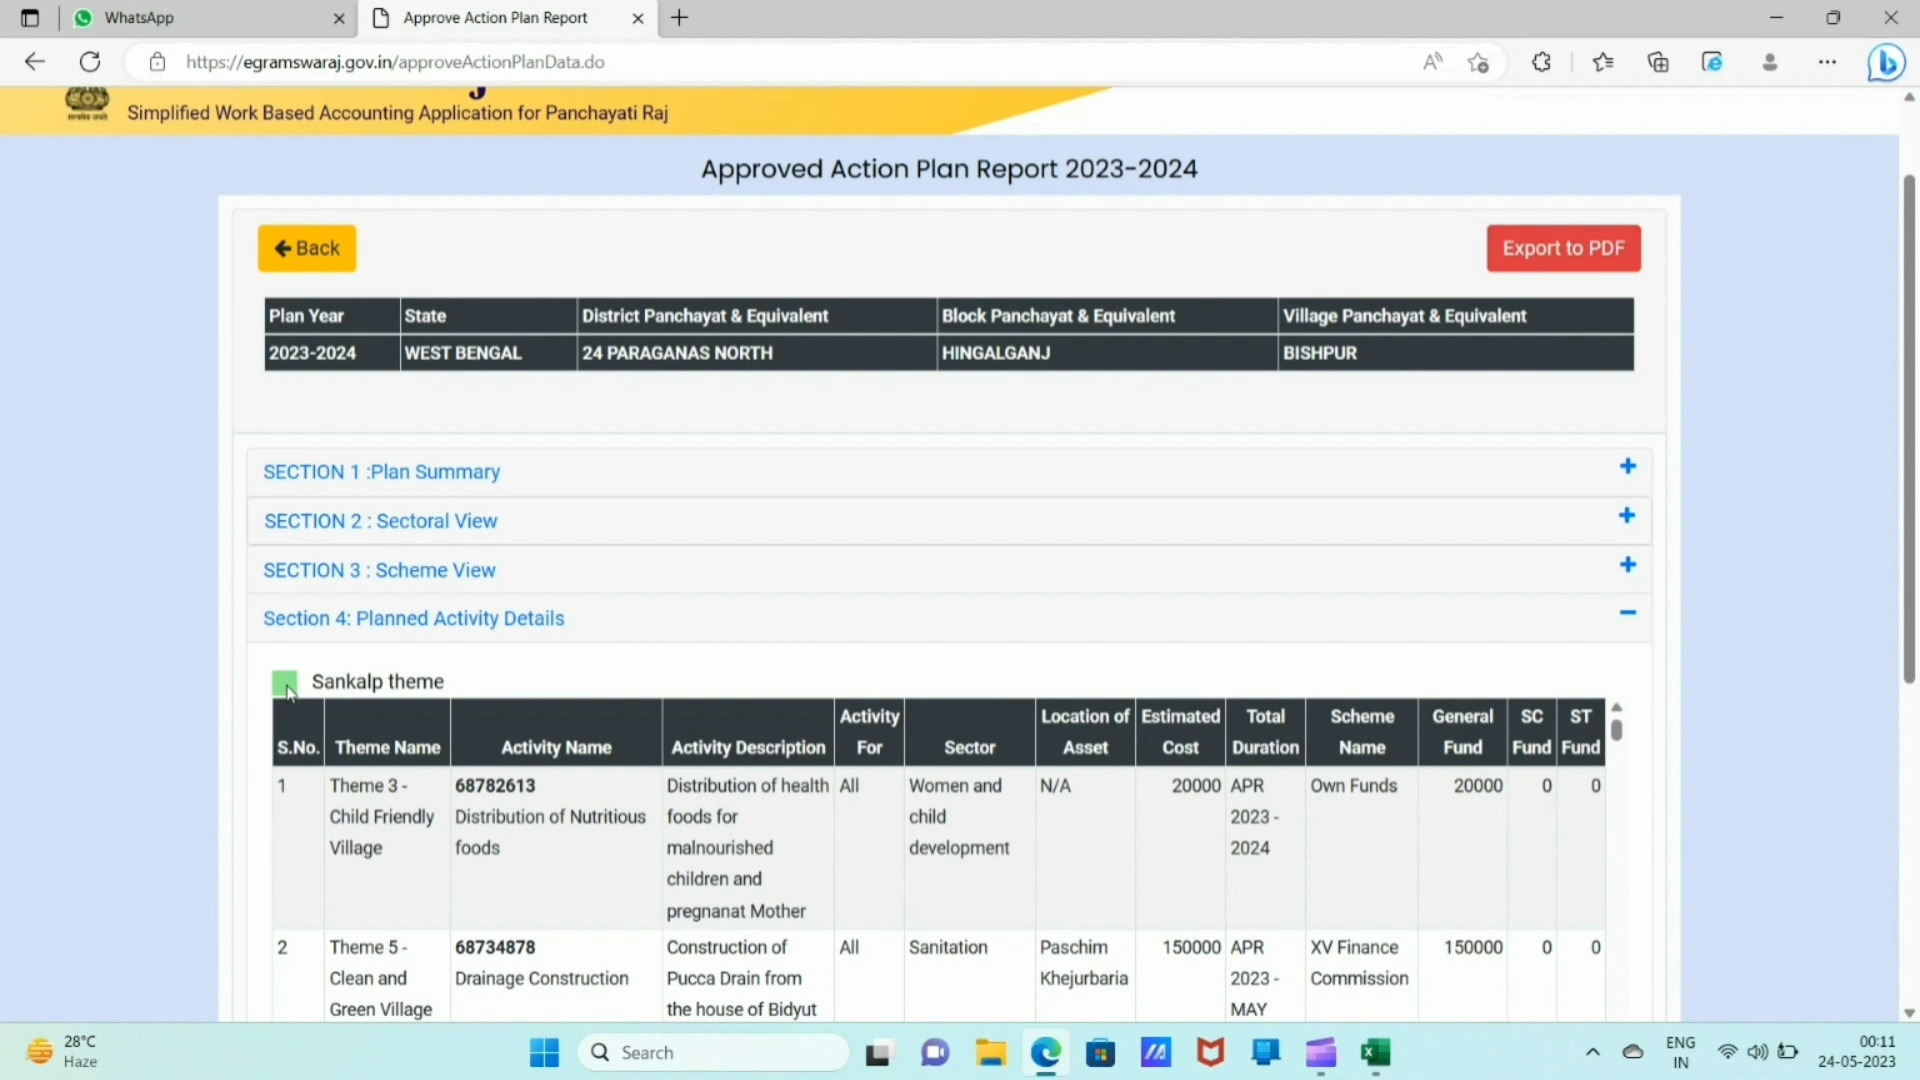 WhatsApp
Approve Action Plan Report
https://egramswaraj.gov.in/approveActionPlanData.do
Simplified Work Based Accounting Application for Panchayati Raj
Approved Action Plan Report 2023-2024
Back
Export to PDF
Plan Year State District Panchayat & Equivalent Block Panchayat & Equivalent Village Panchayat & Equivalent
2023-2024 WEST BENGAL 24 PARAGANAS NORTH HINGALGANJ BISHPUR
SECTION 1 :Plan Summary
SECTION 2 : Sectoral View
SECTION 3 : Scheme View
Section 4: Planned Activity Details
Sankalp theme
Activity Location of Estimated Total Scheme General SC ST
S.No. Theme Name Activity Name Activity Description For Sector Asset Cost Duration Name Fund Fund Fund
1 Theme 3 - 68782613 Distribution of health All Women and N/A 20000 APR Own Funds 20000 0 0
Child Friendly Distribution of Nutritious foods for child 2023 -
Village foods malnourished development 2024
children and
pregnanat Mother
2 Theme 5 - 68734878 Construction of All Sanitation Paschim 150000 APR XV Finance 150000 0 0
Clean and Drainage Construction Pucca Drain from Khejurbaria 2023 - Commission
Green Village the house of Bidyut MAY
28°C
Haze
Search
ENG
IN
00:11
24-05-2023